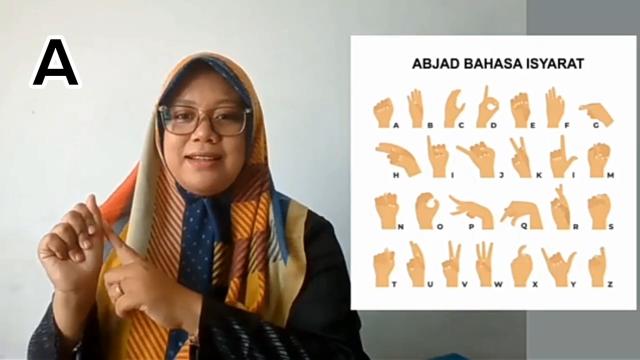 A
ABJAD BAHASA ISYARAT
A B C D E F G
H I J K I M
N O P Q R S
T U V W X Y Z